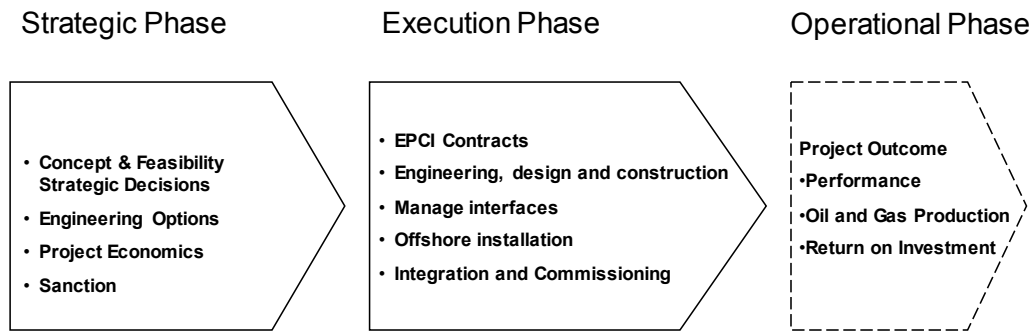 Strategic Phase
Execution Phase
Operational Phase
• Concept & Feasibility
Strategic Decisions
• Engineering Options
• Project Economics
• Sanction
• EPCI Contracts
• Engineering, design and construction
• Manage interfaces
• Offshore installation
• Integration and Commissioning
Project Outcome
•Performance
•Oil and Gas Production
•Return on Investment